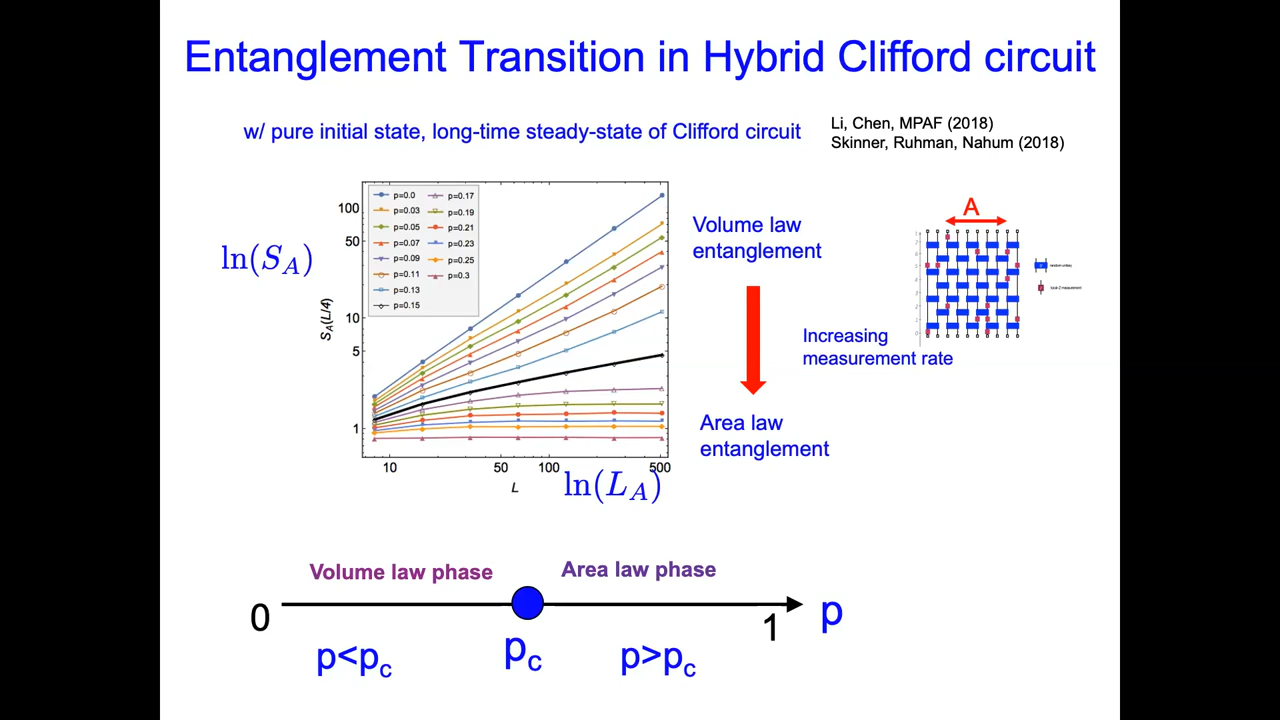 Entanglement Transition in Hybrid Clifford circuit
w/ pure initial state, long-time steady-state of Clifford circuit
Li, Chen, MPAF (2018)
Skinner, Ruhman, Nahum (2018)
ln(S_A)
S_A(L/4)
100
50
10
5
1
p=0.0
p=0.03
p=0.05
p=0.07
p=0.09
p=0.11
p=0.13
p=0.15
p=0.17
p=0.19
p=0.21
p=0.23
p=0.25
p=0.3
10
50
100
500
L
ln(L_A)
Volume law
entanglement
Increasing
measurement rate
Area law
entanglement
A
random unitary
local Z measurement
Volume law phase
Area law phase
0
1
p
p<p_c
p_c
p>p_c